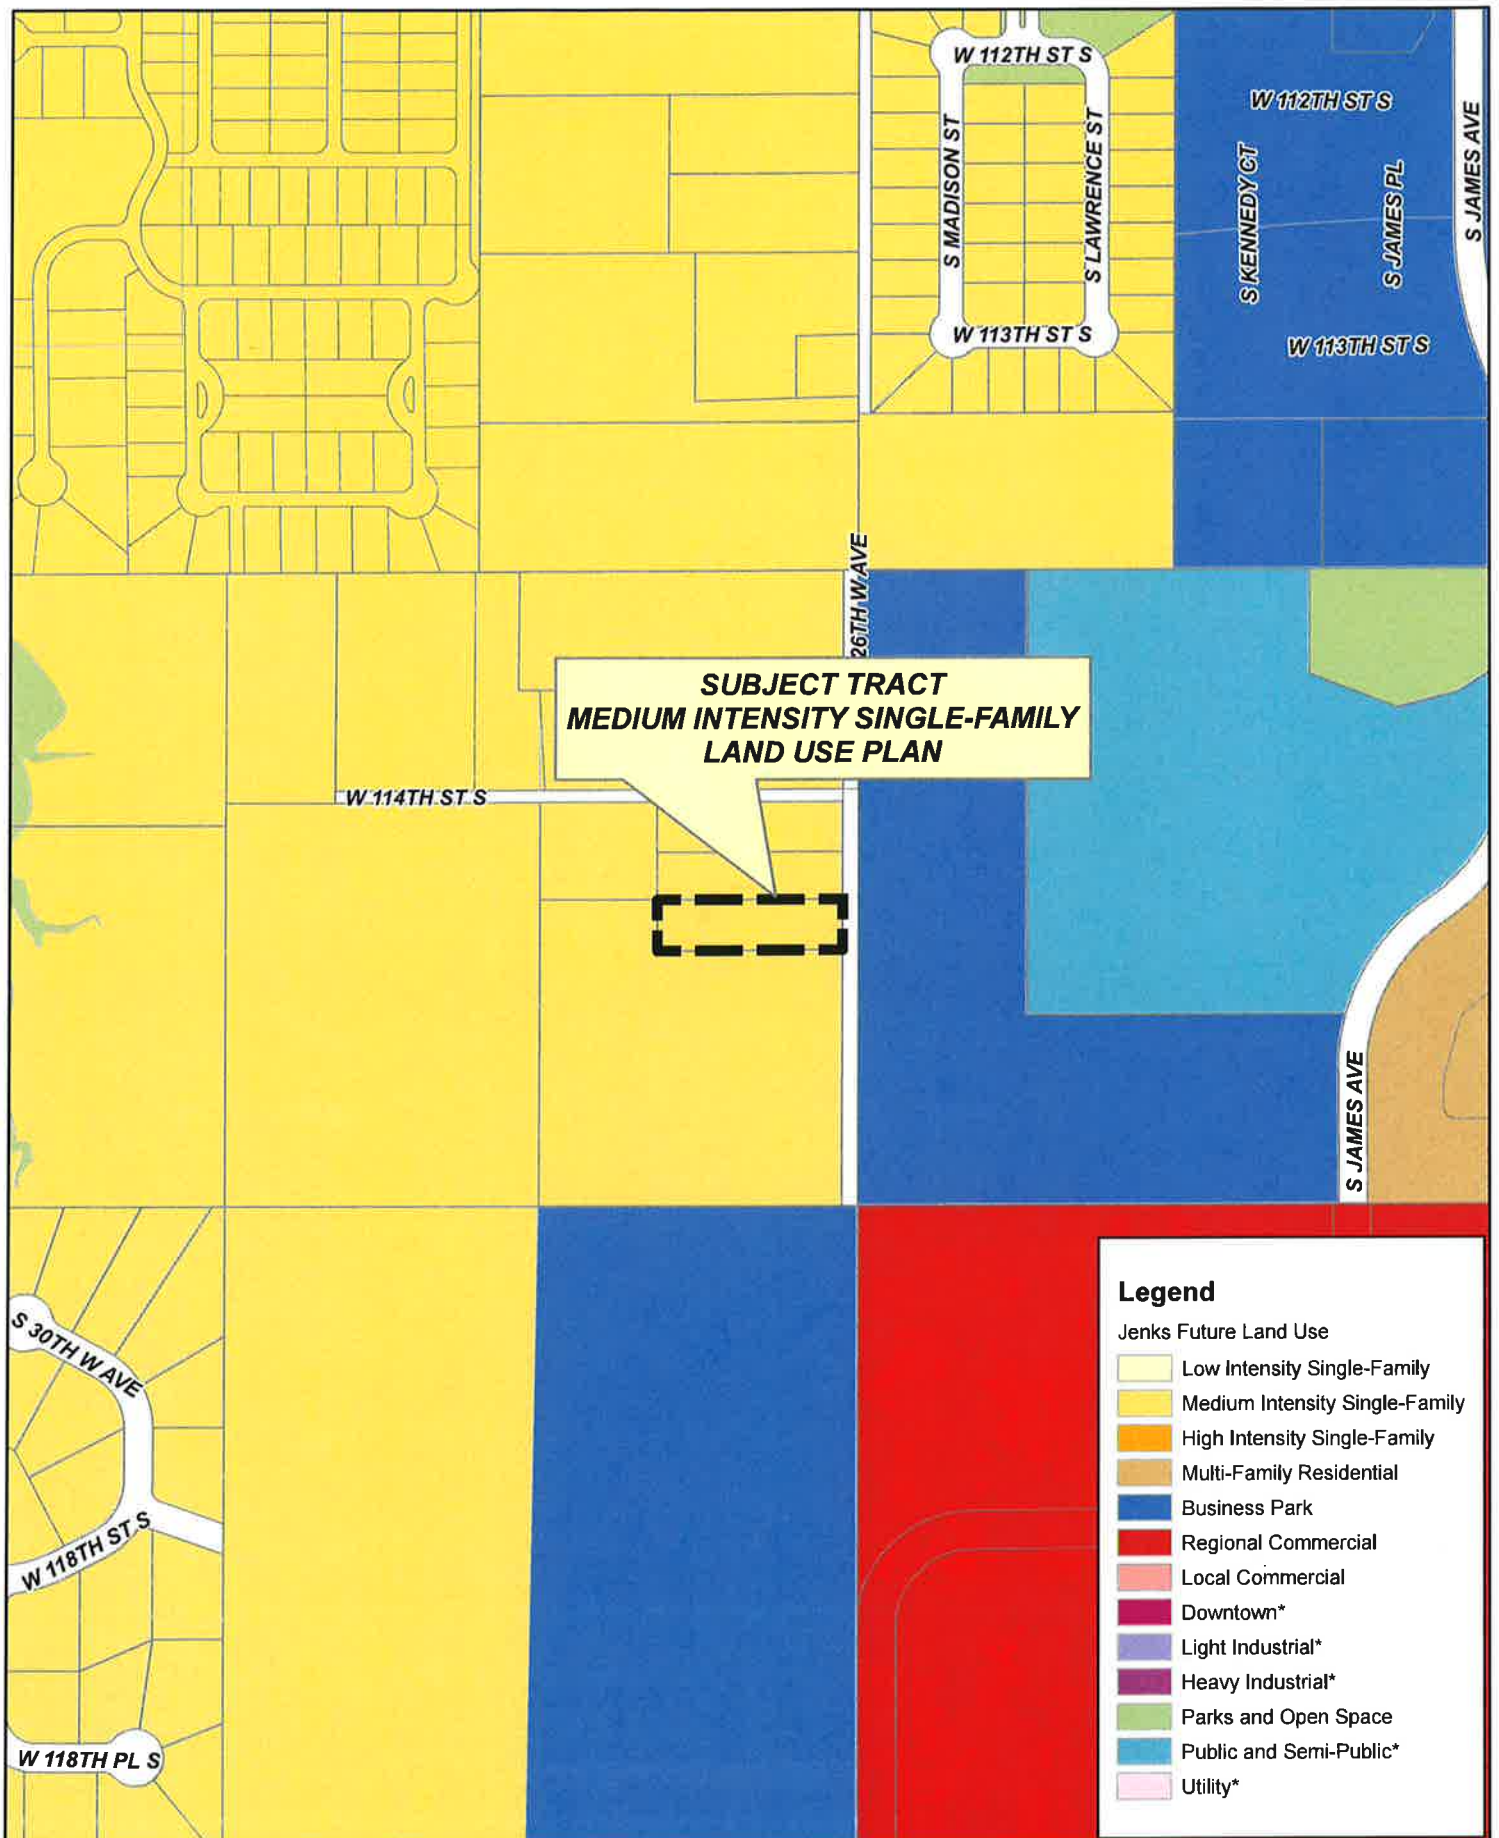 W 112TH ST S
W 112TH ST S
S MADISON ST
S LAWRENCE ST
S KENNEDY CT
S JAMES PL
S JAMES AVE
W 113TH ST S
W 113TH ST S
26TH W AVE
SUBJECT TRACT
MEDIUM INTENSITY SINGLE-FAMILY
LAND USE PLAN
W 114TH ST S
S JAMES AVE
S 30TH W AVE
W 118TH ST S
W 118TH PL S
Legend
Jenks Future Land Use
Low Intensity Single-Family
Medium Intensity Single-Family
High Intensity Single-Family
Multi-Family Residential
Business Park
Regional Commercial
Local Commercial
Downtown*
Light Industrial*
Heavy Industrial*
Parks and Open Space
Public and Semi-Public*
Utility*